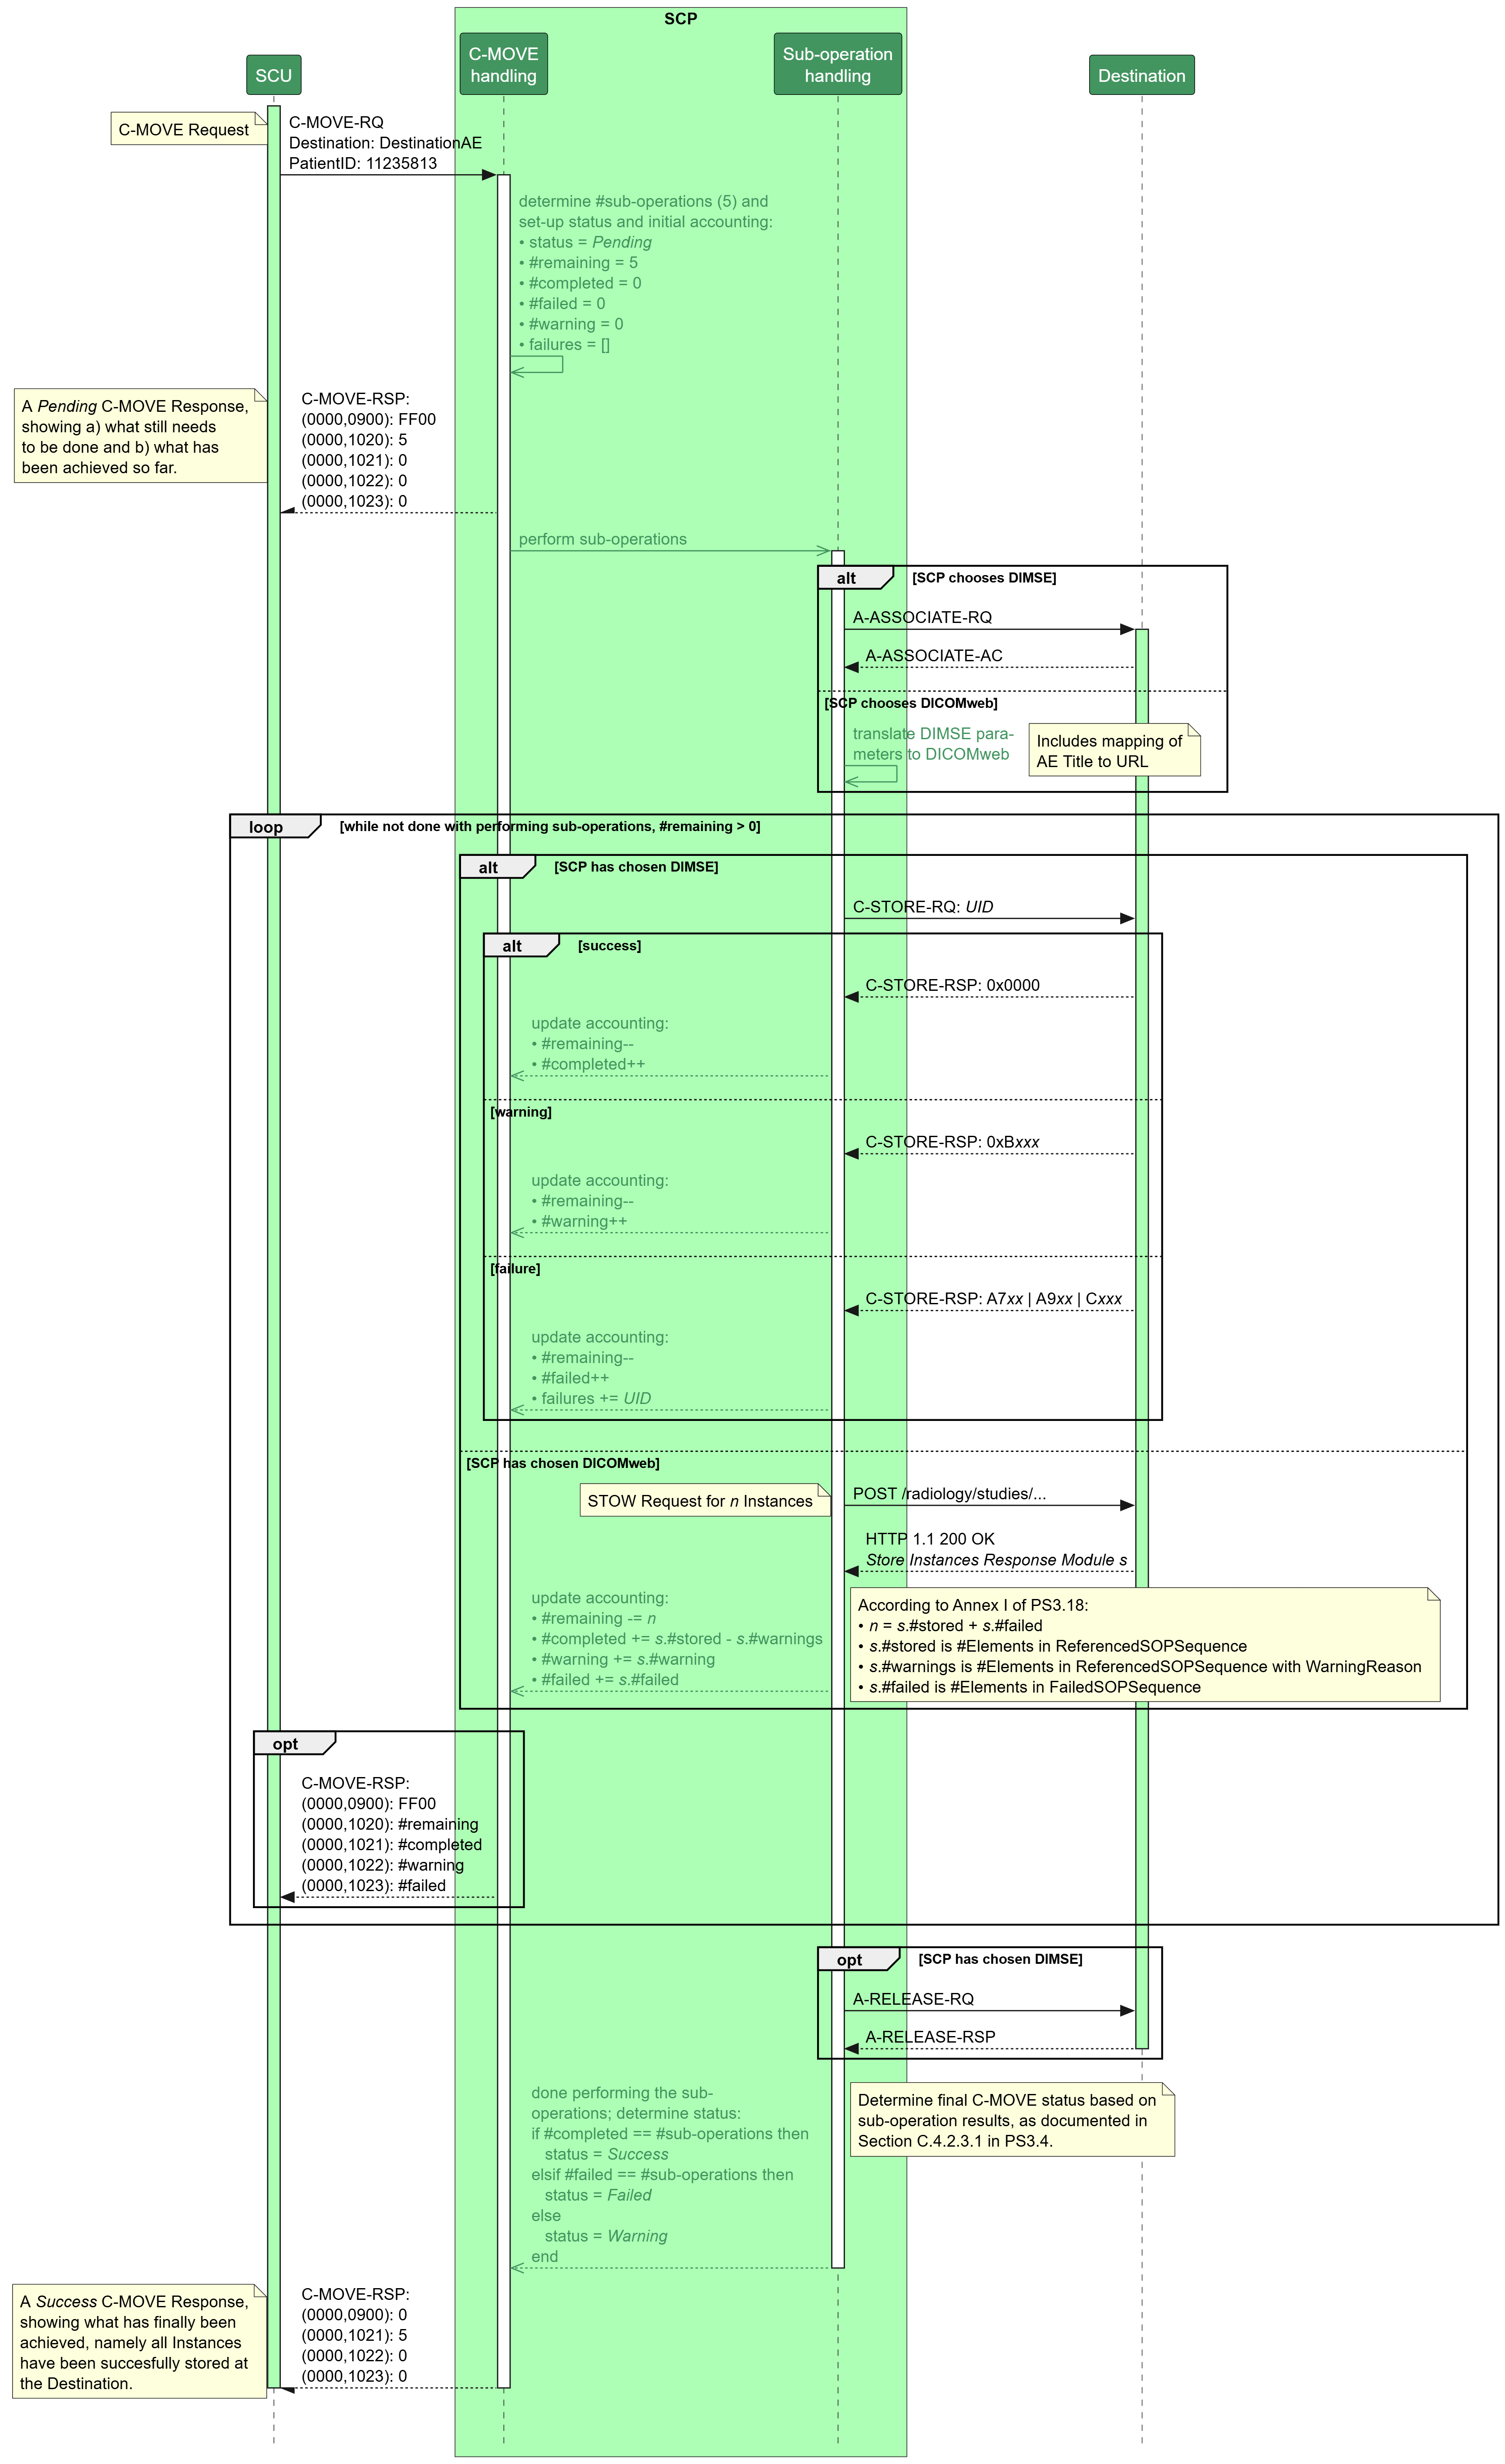 SCP
SCU
C-MOVE
handling
Sub-operation
handling
Destination
C-MOVE Request
C-MOVE-RQ
Destination: DestinationAE
PatientID: 11235813
determine #sub-operations (5) and
set-up status and initial accounting:
• status = Pending
• #remaining = 5
• #completed = 0
• #failed = 0
• #warning = 0
• failures = []
A Pending C-MOVE Response,
showing a) what still needs
to be done and b) what has
been achieved so far.
C-MOVE-RSP:
(0000,0900): FF00
(0000,1020): 5
(0000,1021): 0
(0000,1022): 0
(0000,1023): 0
perform sub-operations
alt [SCP chooses DIMSE]
A-ASSOCIATE-RQ
A-ASSOCIATE-AC
[SCP chooses DICOMweb]
translate DIMSE para-
meters to DICOMweb
Includes mapping of
AE Title to URL
loop [while not done with performing sub-operations, #remaining > 0]
alt [SCP has chosen DIMSE]
C-STORE-RQ: UID
alt [success]
C-STORE-RSP: 0x0000
update accounting:
• #remaining--
• #completed++
[warning]
C-STORE-RSP: 0xBxxx
update accounting:
• #remaining--
• #warning++
[failure]
C-STORE-RSP: A7xx | A9xx | Cxxx
update accounting:
• #remaining--
• #failed++
• failures += UID
[SCP has chosen DICOMweb]
STOW Request for n Instances
POST /radiology/studies/...
HTTP 1.1 200 OK
Store Instances Response Module s
update accounting:
• #remaining -= n
• #completed += s.#stored - s.#warnings
• #warning += s.#warning
• #failed += s.#failed
According to Annex I of PS3.18:
• n = s.#stored + s.#failed
• s.#stored is #Elements in ReferencedSOPSequence
• s.#warnings is #Elements in ReferencedSOPSequence with WarningReason
• s.#failed is #Elements in FailedSOPSequence
opt
C-MOVE-RSP:
(0000,0900): FF00
(0000,1020): #remaining
(0000,1021): #completed
(0000,1022): #warning
(0000,1023): #failed
opt [SCP has chosen DIMSE]
A-RELEASE-RQ
A-RELEASE-RSP
done performing the sub-
operations; determine status:
if #completed == #sub-operations then
status = Success
elsif #failed == #sub-operations then
status = Failed
else
status = Warning
end
Determine final C-MOVE status based on
sub-operation results, as documented in
Section C.4.2.3.1 in PS3.4.
A Success C-MOVE Response,
showing what has finally been
achieved, namely all Instances
have been succesfully stored at
the Destination.
C-MOVE-RSP:
(0000,0900): 0
(0000,1021): 5
(0000,1022): 0
(0000,1023): 0